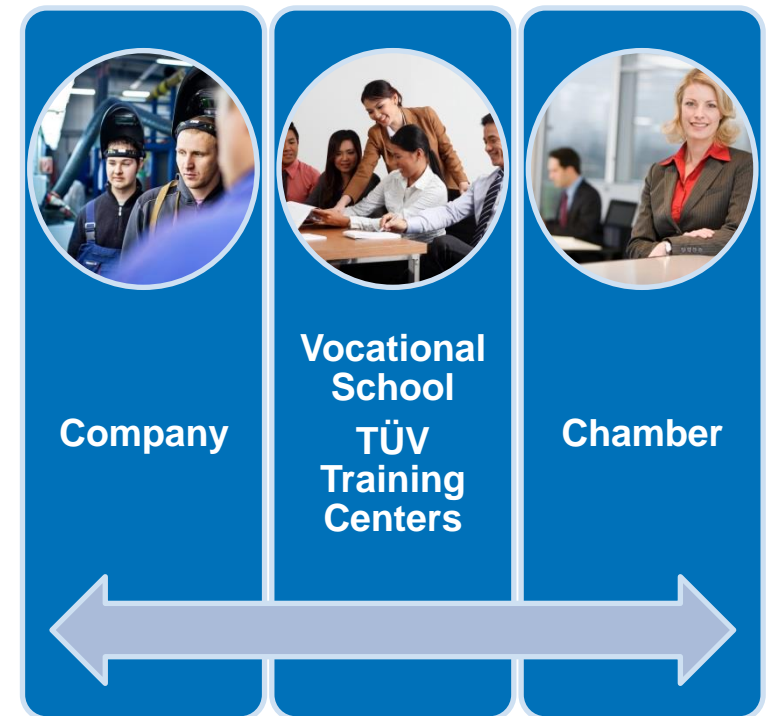 Company
Vocational
School
TÜV
Training
Centers
Chamber